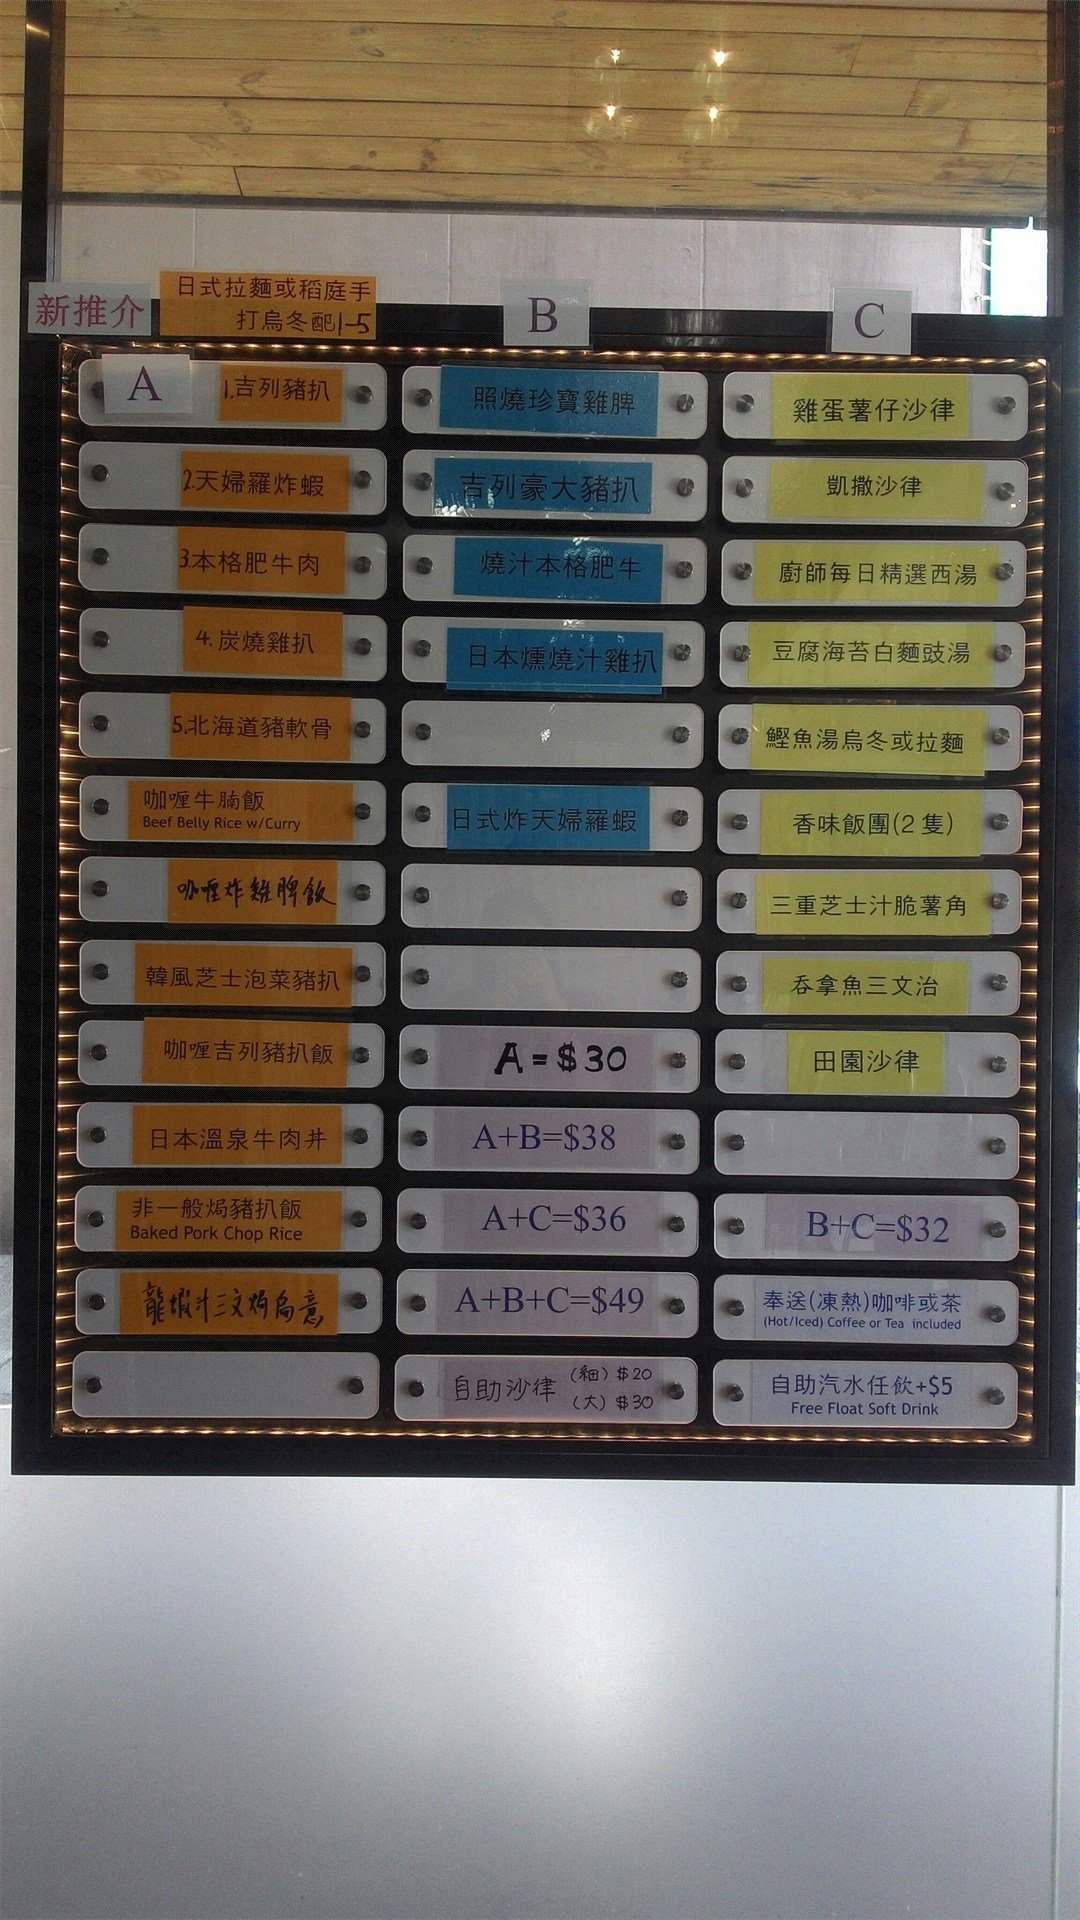 新推介
日式拉麵或稻庭手
打烏冬配1-5
A
1.吉列豬扒
2.天婦羅炸蝦
3.本格肥牛肉
4.炭燒雞扒
5.北海道豬軟骨
咖喱牛腩飯
Beef Belly Rice w/Curry
咖喱炸雞脾飯
韓風芝士泡菜豬扒
咖喱吉列豬扒飯
日本溫泉牛肉丼
非一般焗豬扒飯
Baked Pork Chop Rice
龍蝦汁三文焗烏意
B
照燒珍寶雞脾
吉列豪大豬扒
燒汁本格肥牛
日本燻燒汁雞扒
日式炸天婦羅蝦
A=$30
A+B=$38
A+C=$36
A+B+C=$49
自助沙律 (細) $20
(大) $30
C
雞蛋薯仔沙律
凱撒沙律
廚師每日精選西湯
豆腐海苔白麵豉湯
鰹魚湯烏冬或拉麵
香味飯團(2 隻)
三重芝士汁脆薯角
吞拿魚三文治
田園沙律
B+C=$32
奉送(凍熱)咖啡或茶
(Hot/Iced) Coffee or Tea included
自助汽水任飲+$5
Free Float Soft Drink